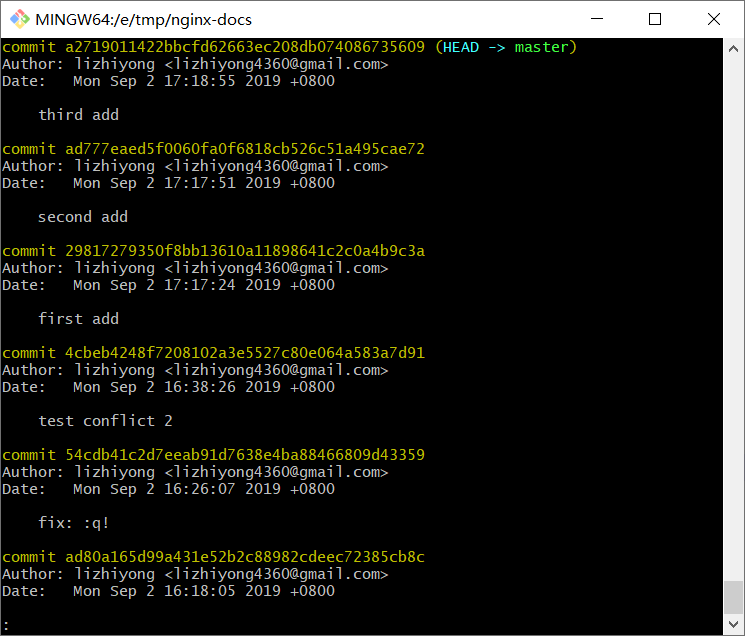 MINGW64:/e/tmp/nginx-docs
commit a2719011422bbcfd62663ec208db074086735609 (HEAD -> master)
Author: lizhiyong <lizhiyong4360@gmail.com>
Date:   Mon Sep 2 17:18:55 2019 +0800
    third add
commit ad777eaed5f0060fa0f6818cb526c51a495cae72
Author: lizhiyong <lizhiyong4360@gmail.com>
Date:   Mon Sep 2 17:17:51 2019 +0800
    second add
commit 29817279350f8bb13610a11898641c2c0a4b9c3a
Author: lizhiyong <lizhiyong4360@gmail.com>
Date:   Mon Sep 2 17:17:24 2019 +0800
    first add
commit 4cbeb4248f7208102a3e5527c80e064a583a7d91
Author: lizhiyong <lizhiyong4360@gmail.com>
Date:   Mon Sep 2 16:38:26 2019 +0800
    test conflict 2
commit 54cdb41c2d7eeab91d7638e4ba88466809d43359
Author: lizhiyong <lizhiyong4360@gmail.com>
Date:   Mon Sep 2 16:26:07 2019 +0800
    fix: :q!
commit ad80a165d99a431e52b2c88982cdeec72385cb8c
Author: lizhiyong <lizhiyong4360@gmail.com>
Date:   Mon Sep 2 16:18:05 2019 +0800
: